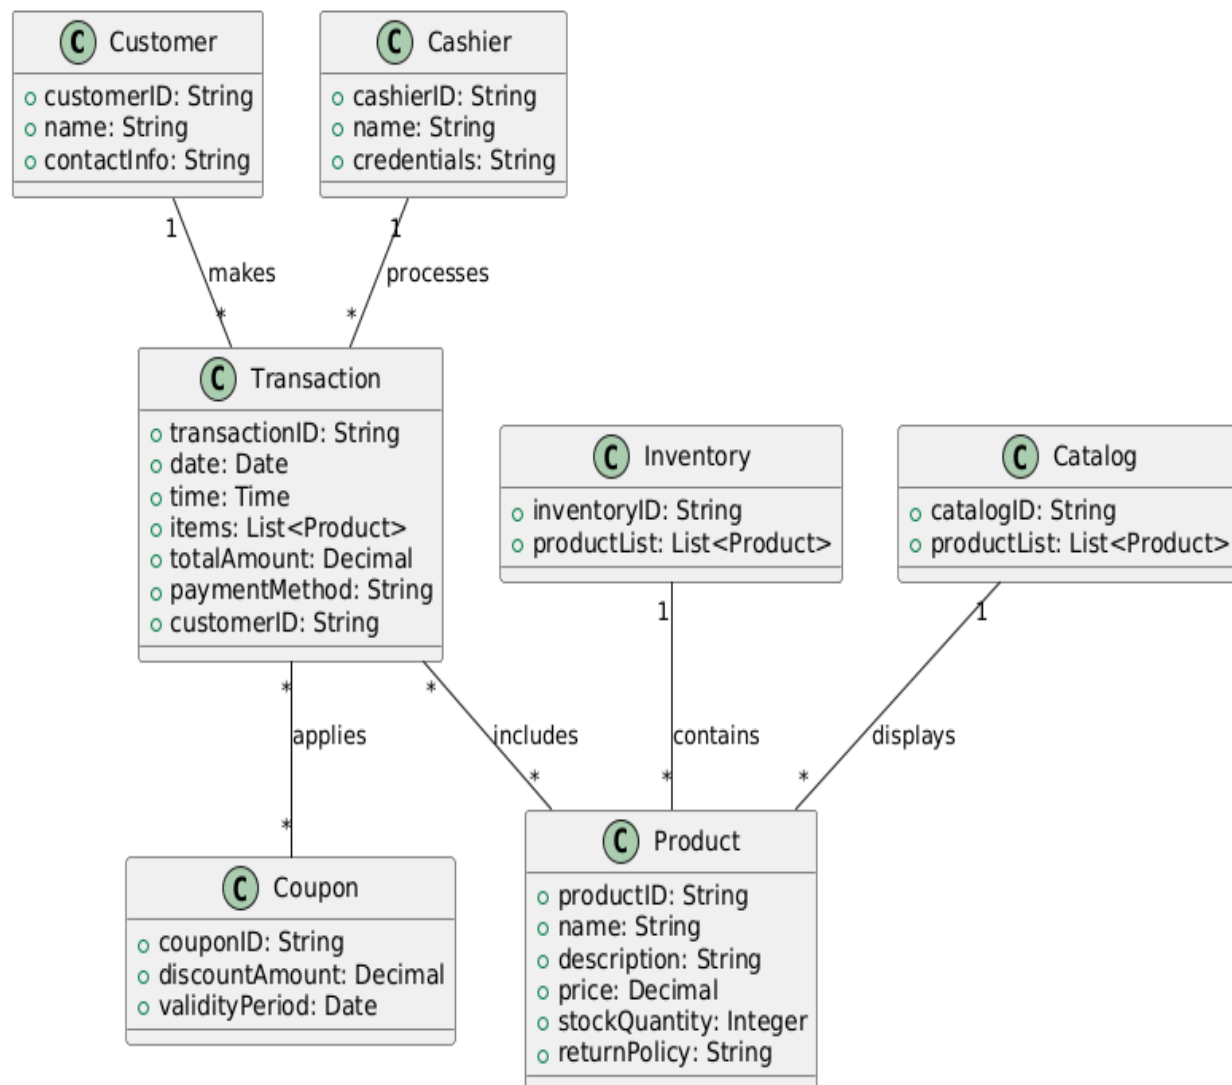 C Customer
customerID: String
name: String
contactInfo: String
C Cashier
cashierID: String
name: String
credentials: String
1
makes
*
1
processes
*
C Transaction
transactionID: String
date: Date
time: Time
items: List<Product>
totalAmount: Decimal
paymentMethod: String
customerID: String
C Inventory
inventoryID: String
productList: List<Product>
C Catalog
catalogID: String
productList: List<Product>
*
applies
*
*
includes
*
1
contains
*
1
displays
*
C Coupon
couponID: String
discountAmount: Decimal
validityPeriod: Date
C Product
productID: String
name: String
description: String
price: Decimal
stockQuantity: Integer
returnPolicy: String